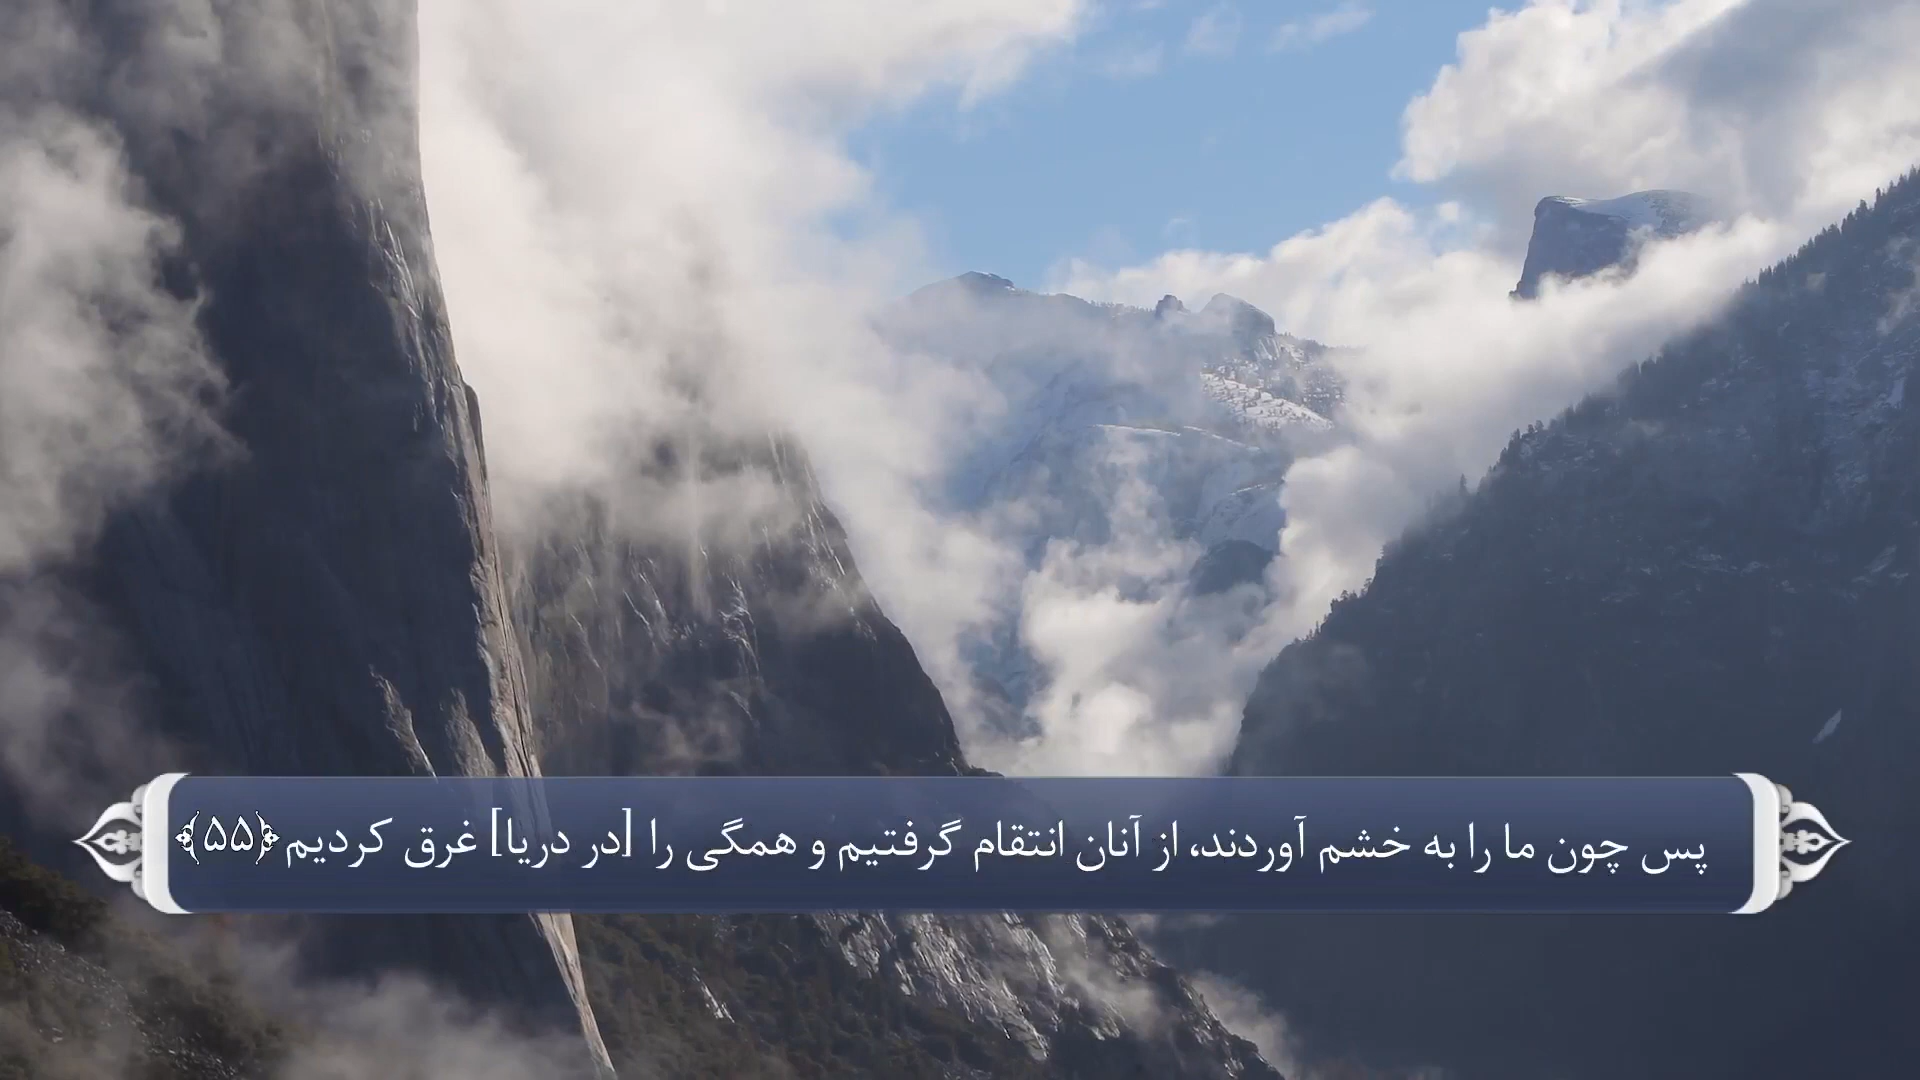 پس چون ما را به خشم آوردند، از آنان انتقام گرفتیم و همگی را [در دریا] غرق کردیم ﴿۵۵﴾